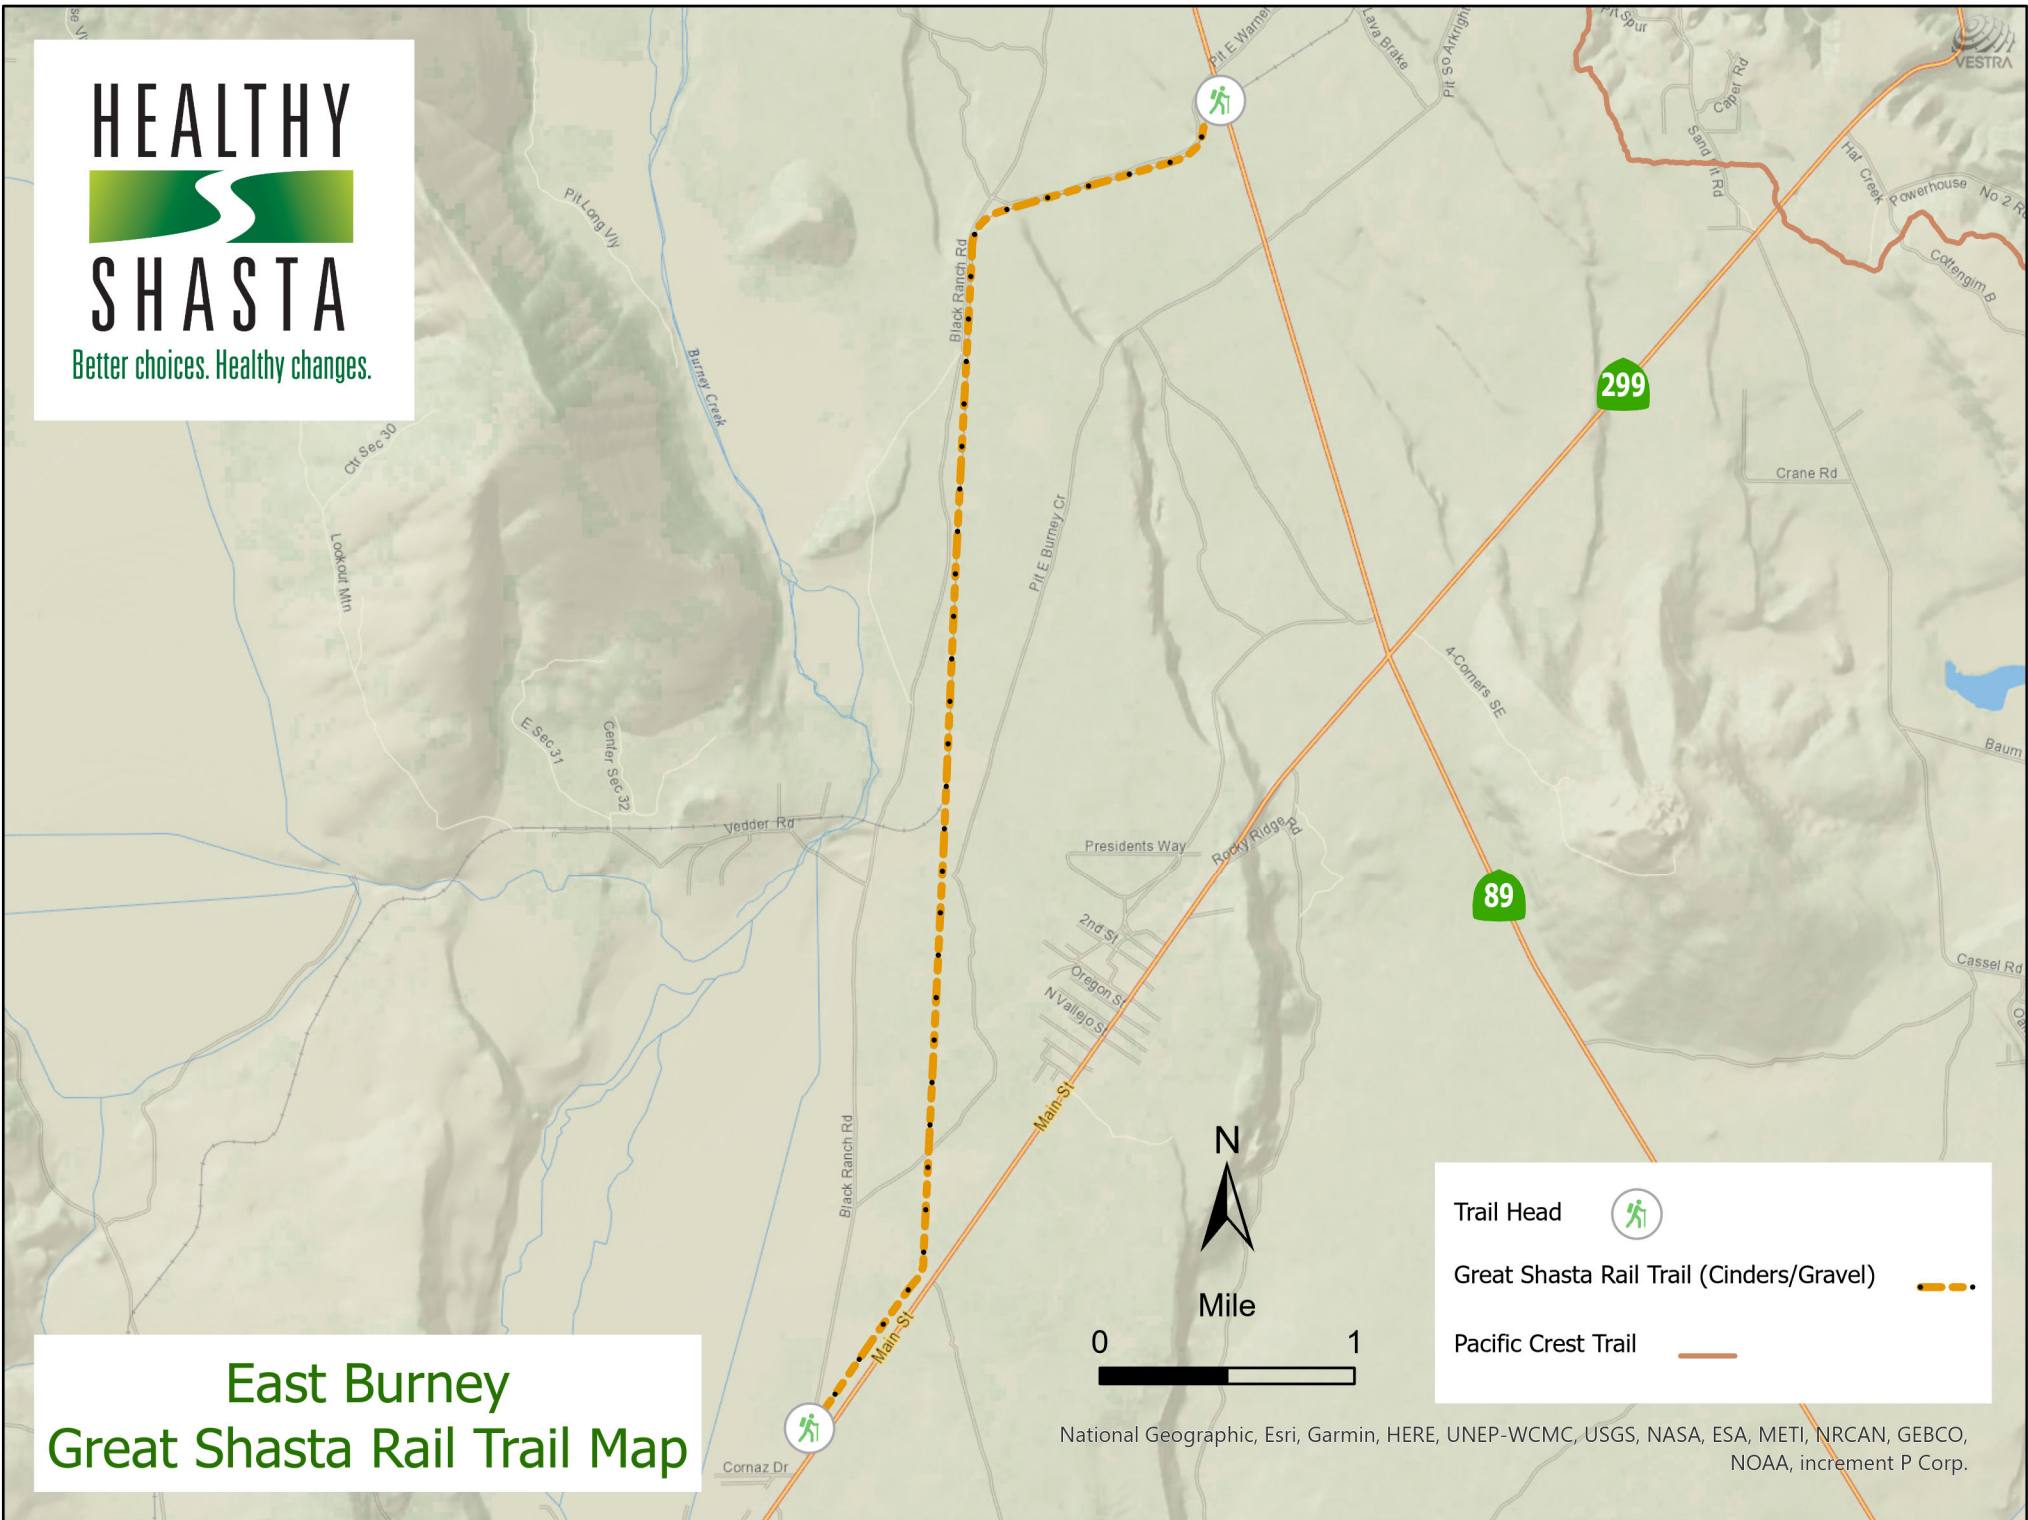 HEALTHY
SHASTA
Better choices. Healthy changes.
Pit Spur
VESTRA
Pit E Warner
Lava Brake
Pit So Arkright
Caper Rd
Sand Pit Rd
Hat Creek
Powerhouse No 2 R
Cottengim B
Pit Long Vly
Burney Creek
Black Ranch Rd
299
Ctr Sec 30
Crane Rd
Lookout Mtn
Pit E Burney Cr
4-Corners SE
E Sec 31
Center Sec 32
Baum
Vedder Rd
Presidents Way
Rocky Ridge Rd
89
2nd St
Oregon St
N Vallejo St
Cassel Rd
Main St
Black Ranch Rd
N
Mile
0 1
Main St
Cornaz Dr
Trail Head
Great Shasta Rail Trail (Cinders/Gravel)
Pacific Crest Trail
East Burney
Great Shasta Rail Trail Map
National Geographic, Esri, Garmin, HERE, UNEP-WCMC, USGS, NASA, ESA, METI, NRCAN, GEBCO,
NOAA, increment P Corp.